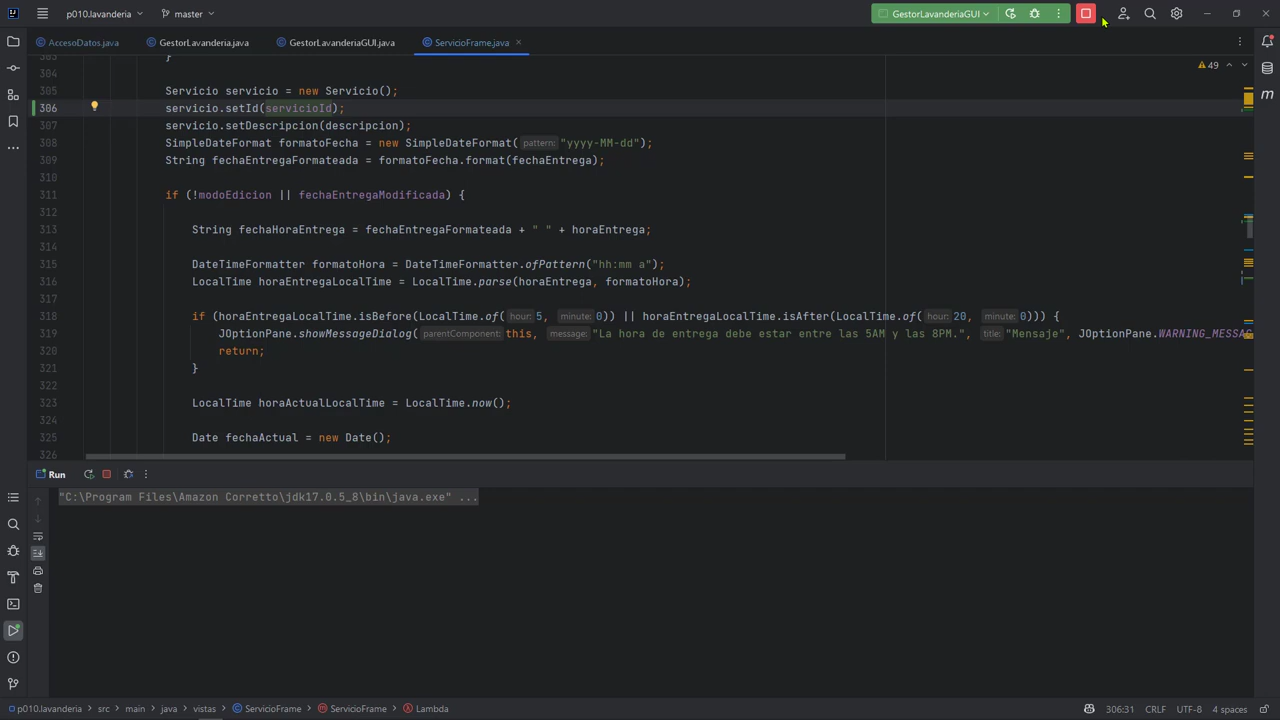 p010.lavanderia master GestorLavanderiaGUI
AccesoDatos.java GestorLavanderia.java GestorLavanderiaGUI.java ServicioFrame.java
303 }
49
304
305 Servicio servicio = new Servicio();
306 servicio.setId(servicioId);
307 servicio.setDescripcion(descripcion);
308 SimpleDateFormat formatoFecha = new SimpleDateFormat( pattern: "yyyy-MM-dd");
309 String fechaEntregaFormateada = formatoFecha.format(fechaEntrega);
310
311 if (!modoEdicion || fechaEntregaModificada) {
312
313 String fechaHoraEntrega = fechaEntregaFormateada + " " + horaEntrega;
314
315 DateTimeFormatter formatoHora = DateTimeFormatter.ofPattern("hh:mm a");
316 LocalTime horaEntregaLocalTime = LocalTime.parse(horaEntrega, formatoHora);
317
318 if (horaEntregaLocalTime.isBefore(LocalTime.of( hour: 5, minute: 0)) || horaEntregaLocalTime.isAfter(LocalTime.of( hour: 20, minute: 0))) {
319 JOptionPane.showMessageDialog( parentComponent: this, message: "La hora de entrega debe estar entre las 5AM y las 8PM.", title: "Mensaje", JOptionPane.WARNING_MESSA
320 return;
321 }
322
323 LocalTime horaActualLocalTime = LocalTime.now();
324
325 Date fechaActual = new Date();
326
Run
"C:\Program Files\Amazon Corretto\jdk17.0.5_8\bin\java.exe" ...
p010.lavanderia > src > main > java > vistas > ServicioFrame > ServicioFrame > Lambda 306:31 CRLF UTF-8 4 spaces